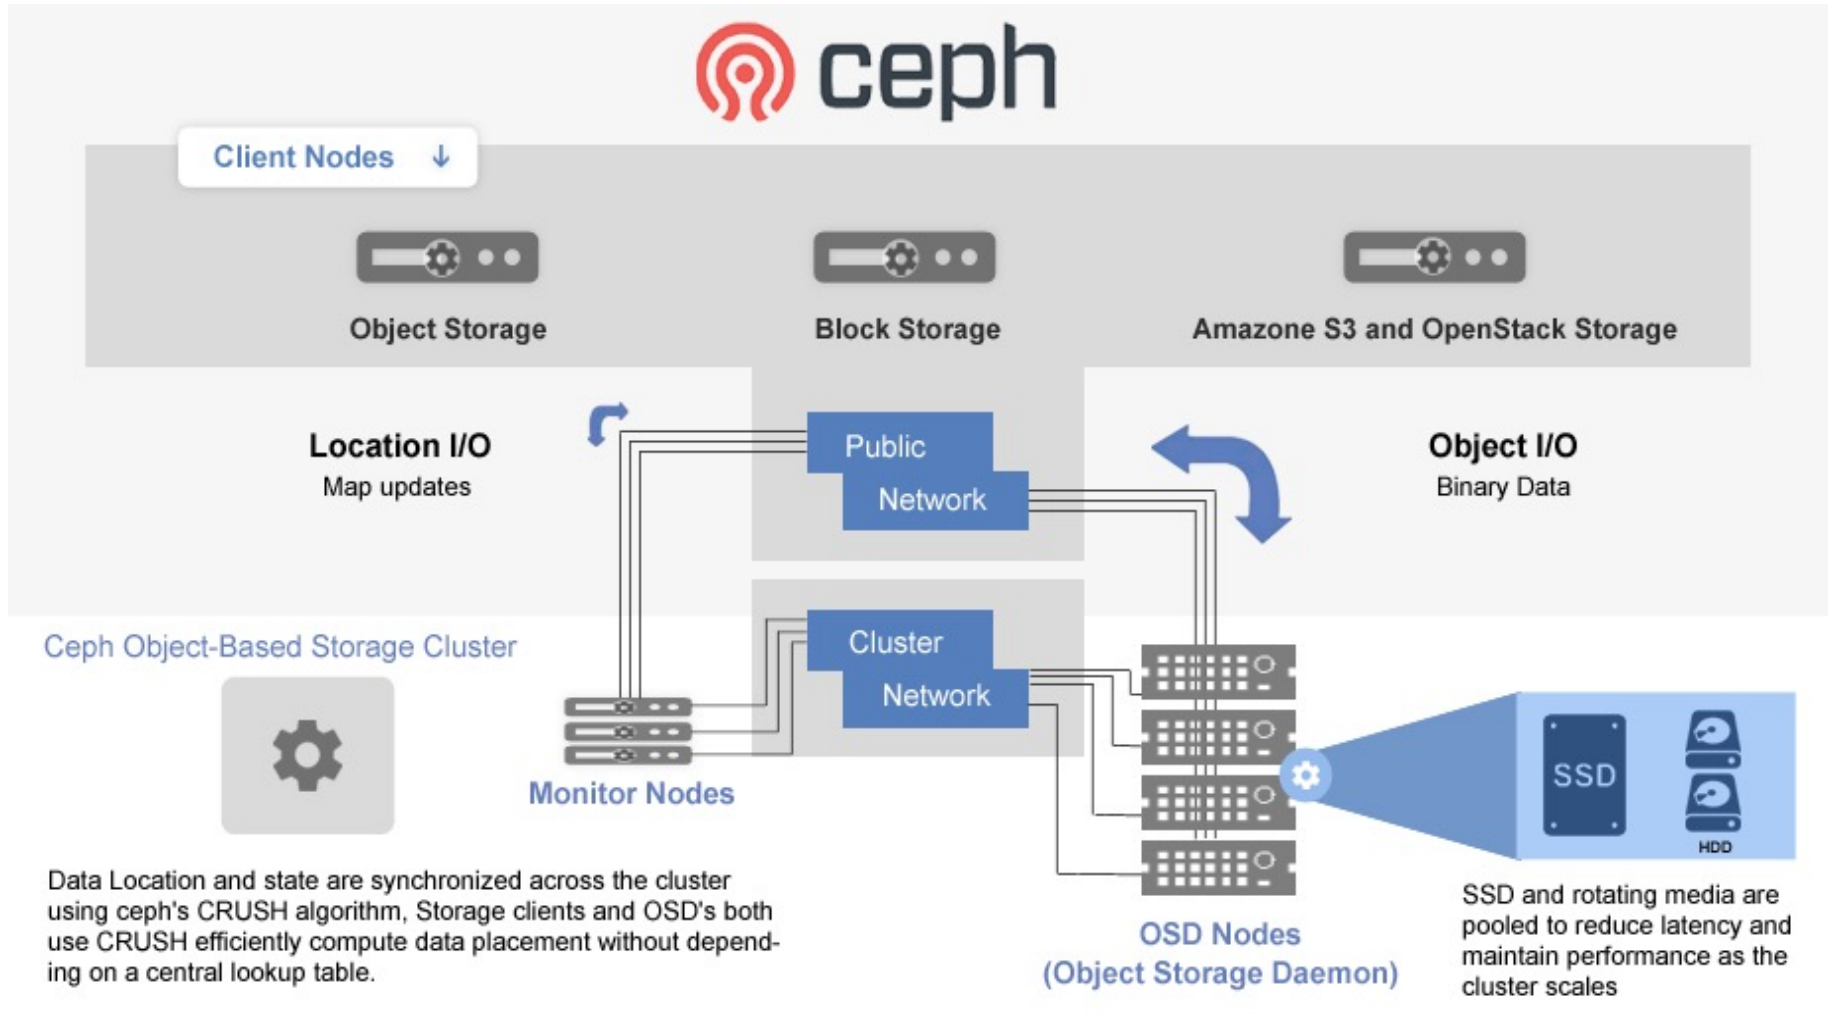 ceph
Client Nodes ↓
Object Storage
Block Storage
Amazone S3 and OpenStack Storage
Location I/O
Map updates
Public
Network
Object I/O
Binary Data
Ceph Object-Based Storage Cluster
Cluster
Network
Monitor Nodes
SSD
HDD
Data Location and state are synchronized across the cluster
using ceph's CRUSH algorithm, Storage clients and OSD's both
use CRUSH efficiently compute data placement without depend-
ing on a central lookup table.
OSD Nodes
(Object Storage Daemon)
SSD and rotating media are
pooled to reduce latency and
maintain performance as the
cluster scales